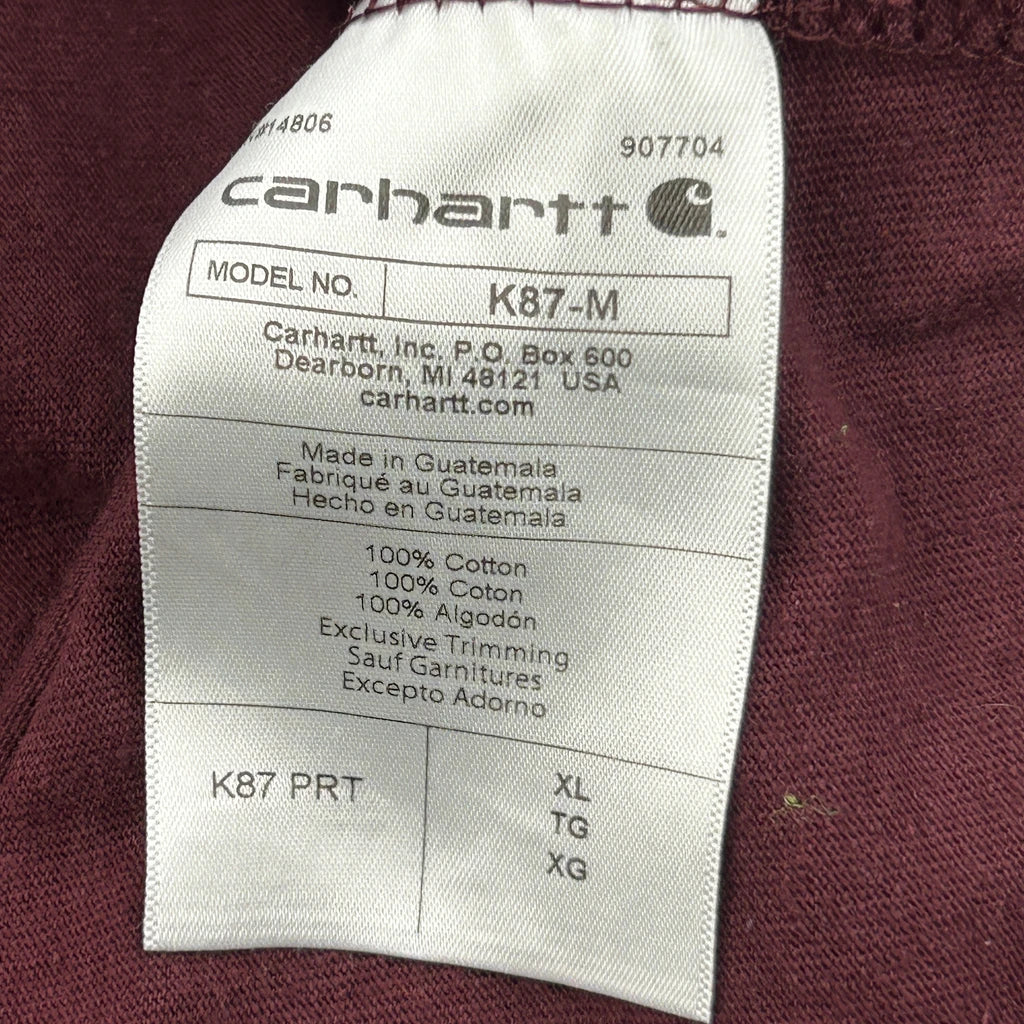 14806
907704
carhartt
MODEL NO. K87-M
Carhartt, Inc. P.O. Box 600
Dearborn, MI 48121 USA
carhartt.com
Made in Guatemala
Fabriqué au Guatemala
Hecho en Guatemala
100% Cotton
100% Coton
100% Algodón
Exclusive Trimming
Sauf Garnitures
Excepto Adorno
K87 PRT
XL
TG
XG